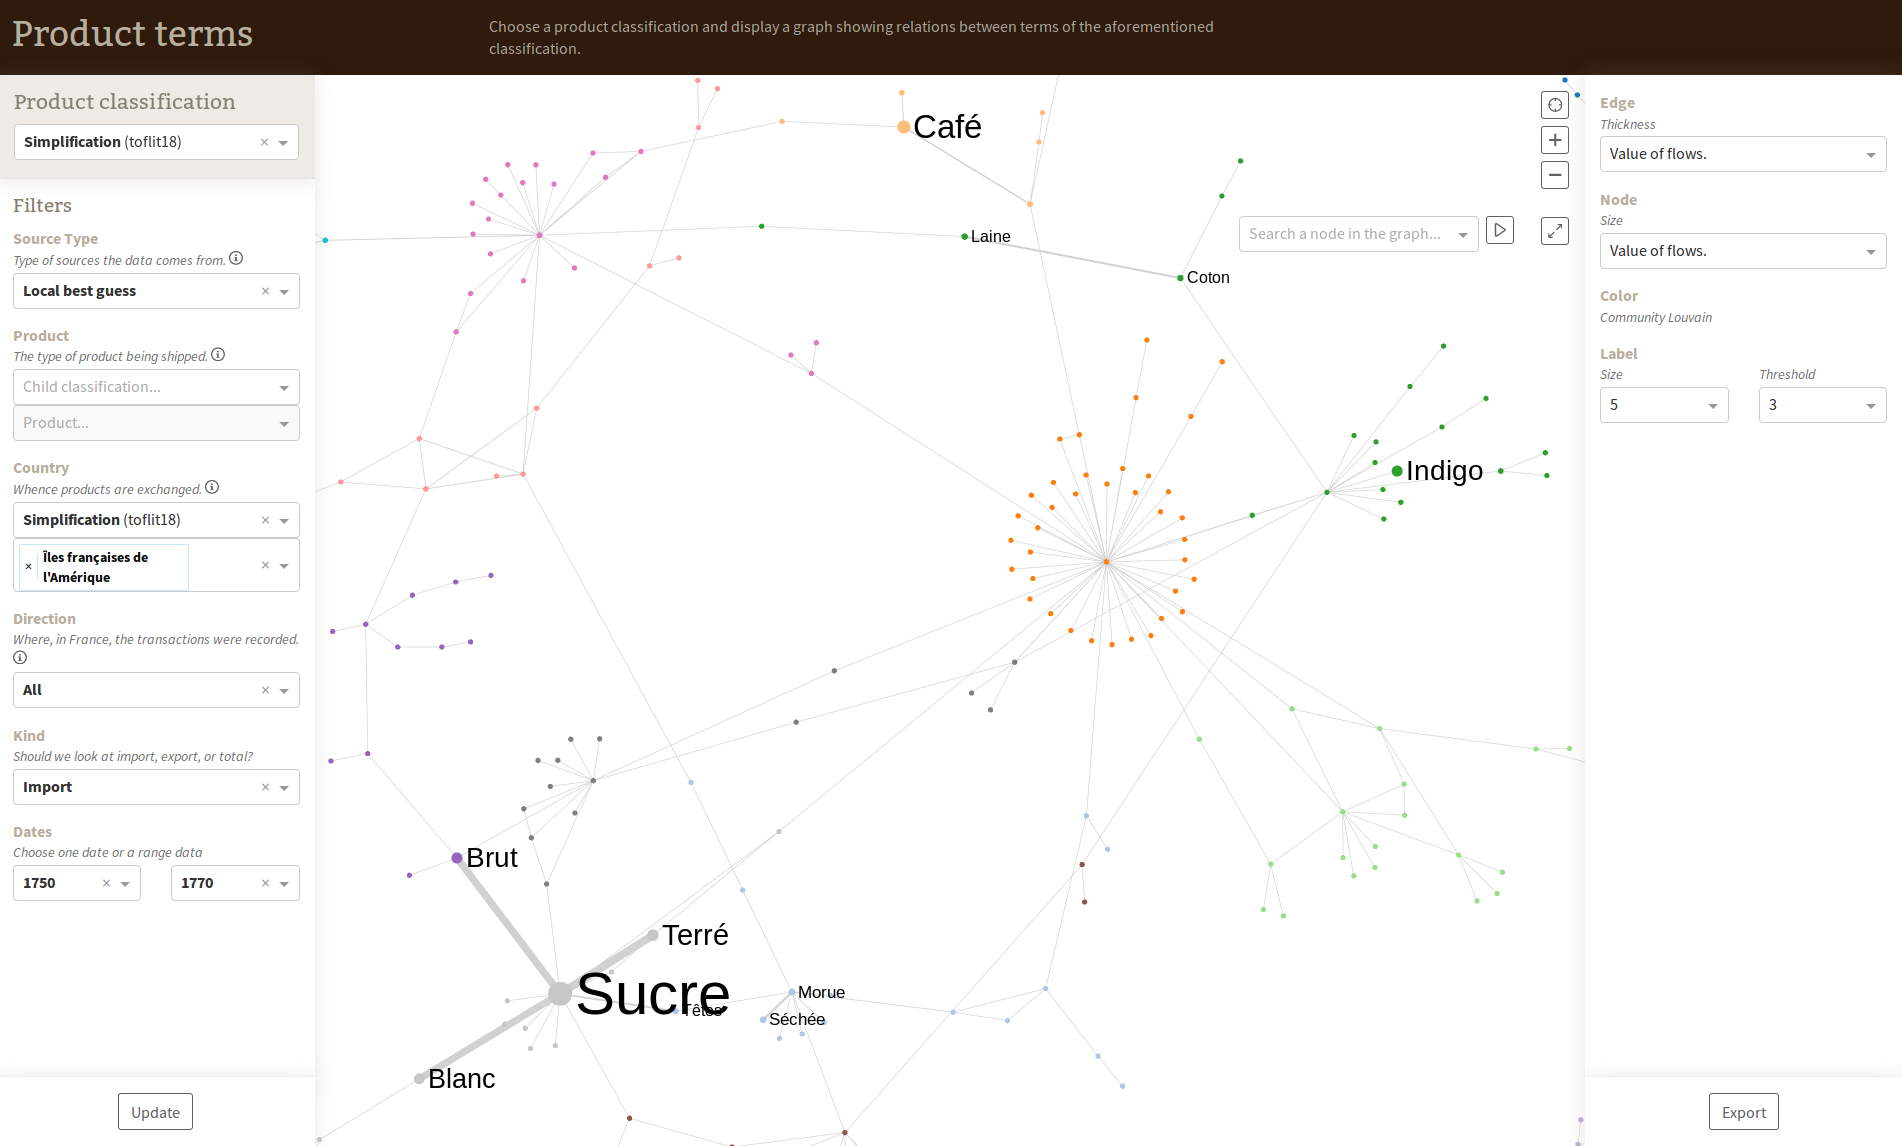 Product terms
Choose a product classification and display a graph showing relations between terms of the aforementioned
classification.
Product classification
Simplification (toflit18)
Filters
Source Type
Type of sources the data comes from.
Local best guess
Product
The type of product being shipped.
Child classification...
Product...
Country
Whence products are exchanged.
Simplification (toflit18)
Îles françaises de
l'Amérique
Direction
Where, in France, the transactions were recorded.
All
Kind
Should we look at import, export, or total?
Import
Dates
Choose one date or a range data
1750
1770
Update
Café
Laine
Coton
Indigo
Brut
Terré
Sucre
Têtes
Morue
Séchée
Blanc
Search a node in the graph...
Edge
Thickness
Value of flows.
Node
Size
Value of flows.
Color
Community Louvain
Label
Size
Threshold
5
3
Export